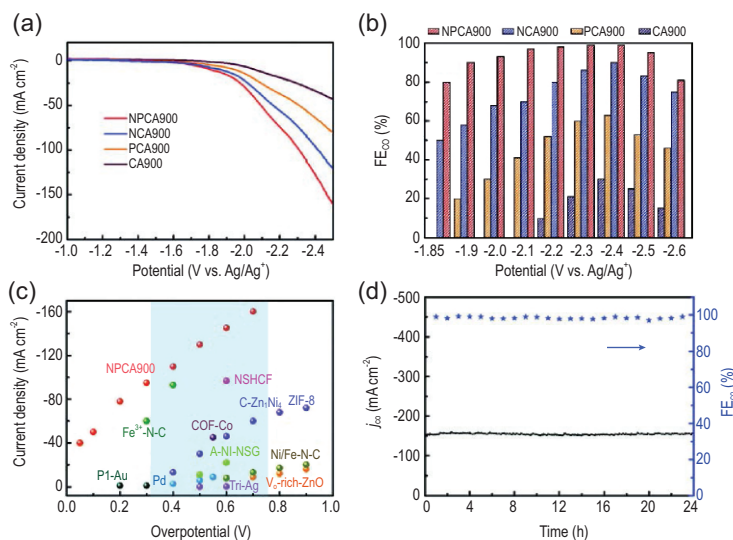 (a)
0
-50
-100
-150
-200
Current density (mA cm⁻²)
NPCA900
NCA900
PCA900
CA900
-1.0 -1.2 -1.4 -1.6 -1.8 -2.0 -2.2 -2.4
Potential (V vs. Ag/Ag⁺)
(b)
NPCA900 NCA900 PCA900 CA900
100
80
60
40
20
0
FE_CO (%)
-1.85 -1.9 -2.0 -2.1 -2.2 -2.3 -2.4 -2.5 -2.6
Potential (V vs. Ag/Ag⁺)
(c)
-160
-120
-80
-40
0
Current density (mA cm⁻²)
NPCA900
NSHCF
C-Zn₁Ni₄ ZIF-8
Fe³⁺-N-C
COF-Co
A-NI-NSG
Ni/Fe-N-C
P1-Au
Pd
Tri-Ag
Vₒ-rich-ZnO
0.0 0.2 0.4 0.6 0.8 1.0
Overpotential (V)
(d)
-500
-400
-300
-200
-100
0
j_co (mA cm⁻²)
100
80
60
40
20
0
FE_CO (%)
0 4 8 12 16 20 24
Time (h)